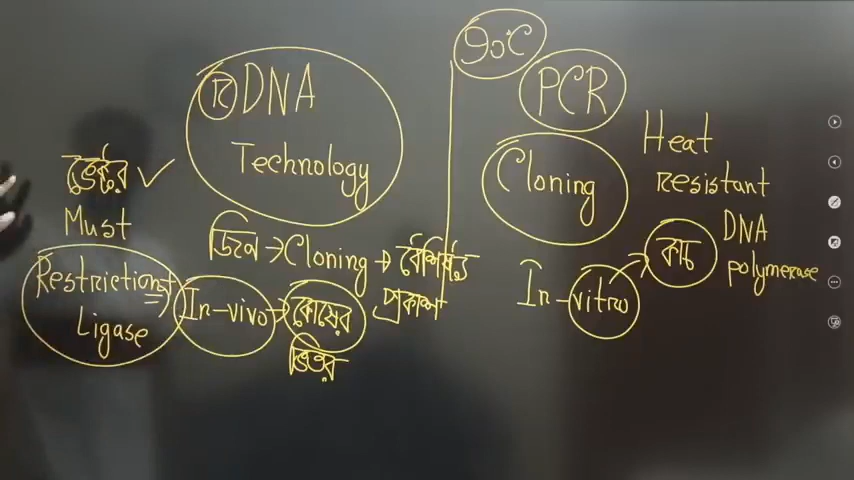 r DNA
Technology
ভেক্টর ✓
Must
জিন → Cloning → বৈশিষ্ট্য
প্রকাশ
Restriction +
Ligase
⇒ In-vivo → কোষের
ভিতর
90°C
PCR
Cloning
Heat
resistant
DNA
polymerase
In-vitro → কাচ